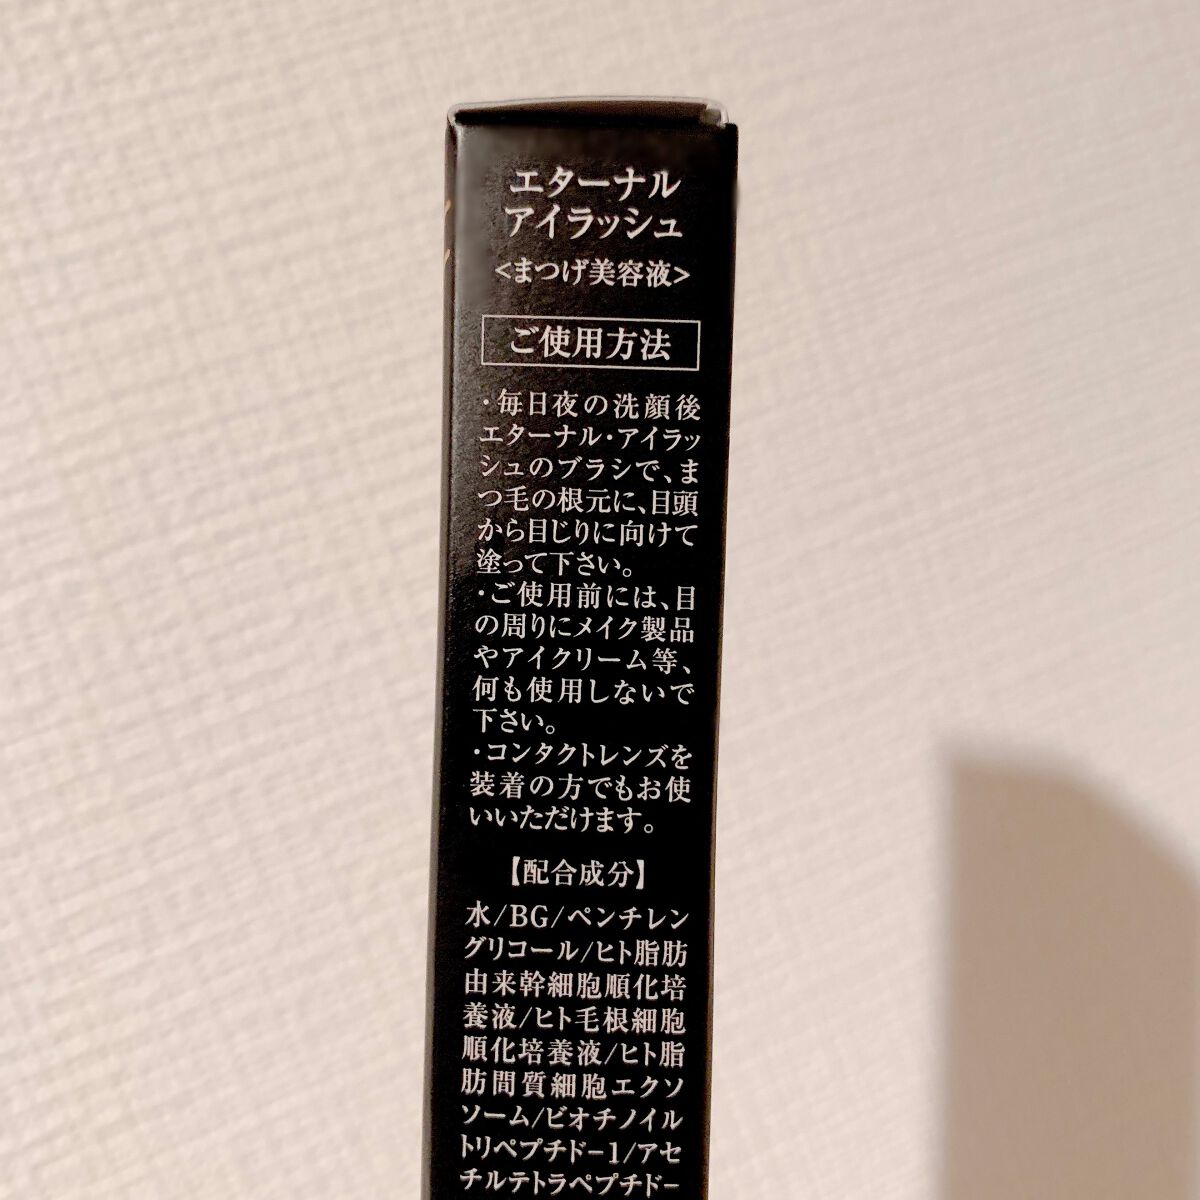 エターナル
アイラッシュ
<まつげ美容液>
ご使用方法
・毎日夜の洗顔後
エターナル・アイラッ
シュのブラシで、ま
つ毛の根元に、目頭
から目じりに向けて
塗って下さい。
・ご使用前には、目
の周りにメイク製品
やアイクリーム等、
何も使用しないで
下さい。
・コンタクトレンズを
装着の方でもお使
いいただけます。
【配合成分】
水/BG/ペンチレン
グリコール/ヒト脂肪
由来幹細胞順化培
養液/ヒト毛根細胞
順化培養液/ヒト脂
肪間質細胞エクソ
ソーム/ビオチノイル
トリペプチド-1/アセ
チルテトラペプチド-